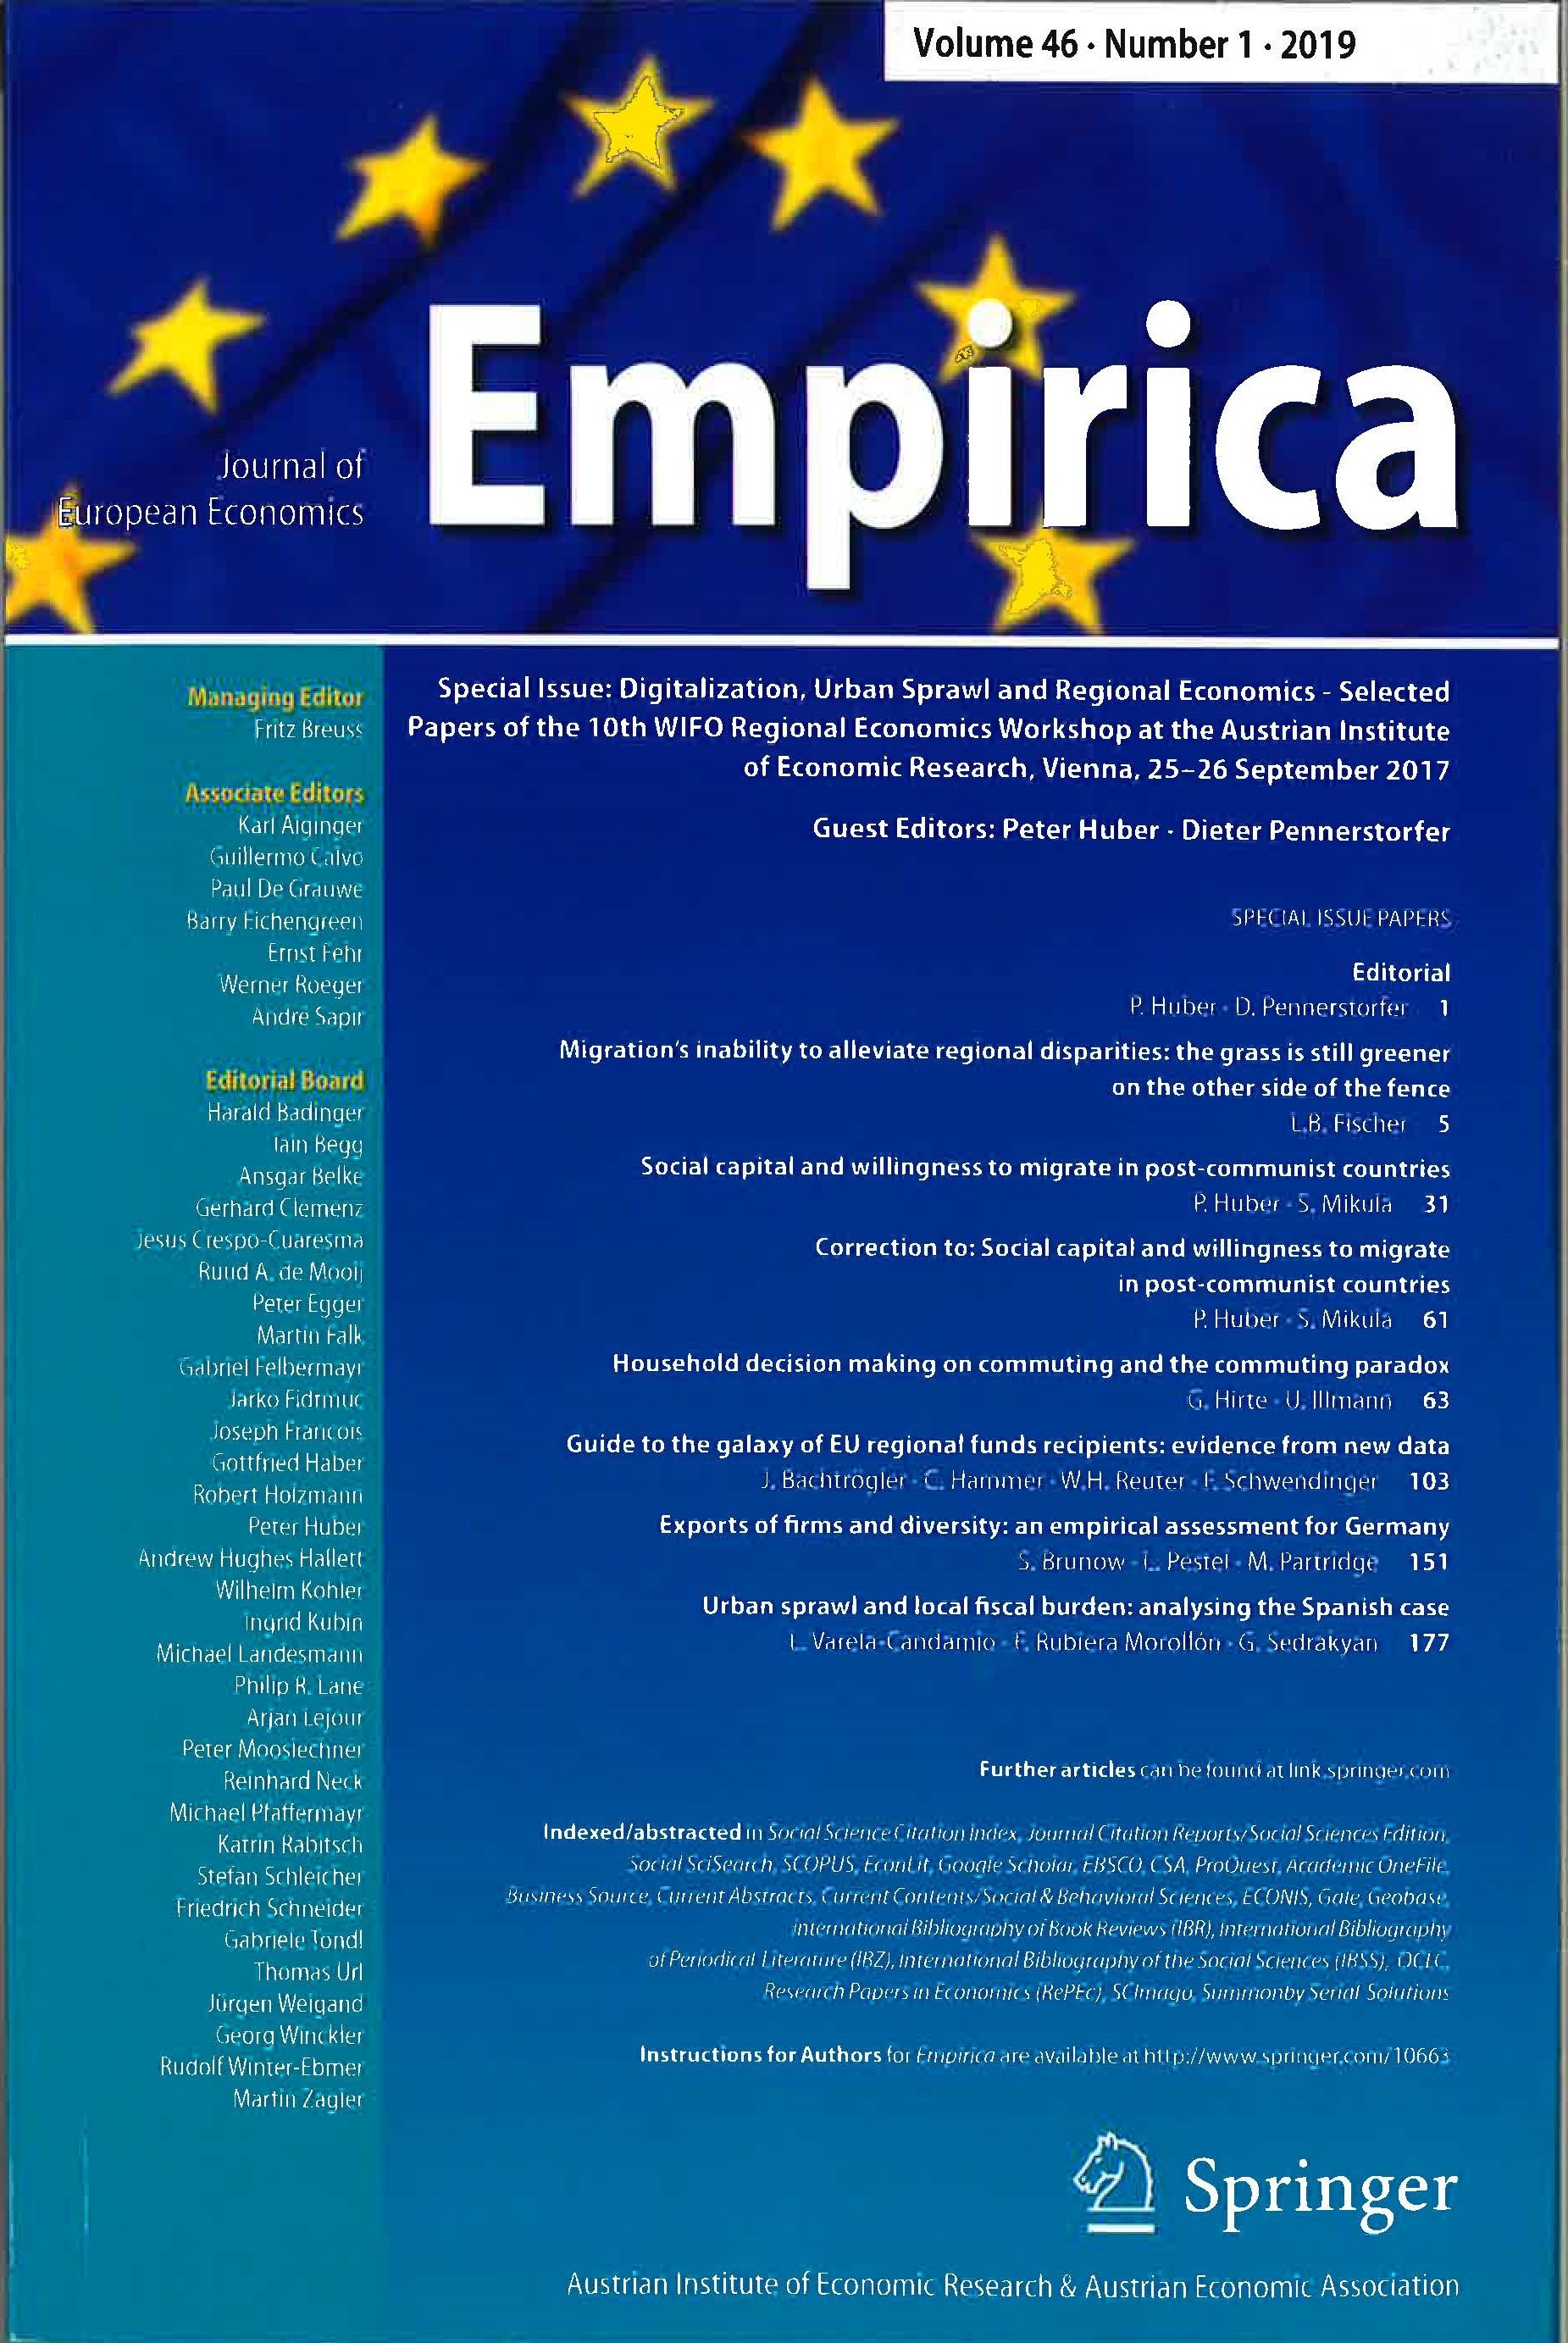 Volume 46 · Number 1 · 2019
Empirica
Journal of
European Economics
Managing Editor
Fritz Breuss
Associate Editors
Karl Aiginger
Guillermo Calvo
Paul De Grauwe
Barry Eichengreen
Ernst Fehr
Werner Roeger
André Sapir
Editorial Board
Harald Badinger
Iain Begg
Ansgar Belke
Gerhard Clemenz
Jesus Crespo-Cuaresma
Ruud A. de Mooij
Peter Egger
Martin Falk
Gabriel Felbermayr
Jarko Fidrmuc
Joseph Francois
Gottfried Haber
Robert Holzmann
Peter Huber
Andrew Hughes Hallett
Wilhelm Kohler
Ingrid Kubin
Michael Landesmann
Philip R. Lane
Arjan Lejour
Peter Mooslechner
Reinhard Neck
Michael Pfaffermayr
Katrin Rabitsch
Stefan Schleicher
Friedrich Schneider
Gabriele Tondl
Thomas Url
Jürgen Weigand
Georg Winckler
Rudolf Winter-Ebmer
Martin Zagler
Special Issue: Digitalization, Urban Sprawl and Regional Economics - Selected
Papers of the 10th WIFO Regional Economics Workshop at the Austrian Institute
of Economic Research, Vienna, 25–26 September 2017
Guest Editors: Peter Huber · Dieter Pennerstorfer
SPECIAL ISSUE PAPERS
Editorial
P. Huber · D. Pennerstorfer 1
Migration's inability to alleviate regional disparities: the grass is still greener
on the other side of the fence
L.B. Fischer 5
Social capital and willingness to migrate in post-communist countries
P. Huber · S. Mikula 31
Correction to: Social capital and willingness to migrate
in post-communist countries
P. Huber · S. Mikula 61
Household decision making on commuting and the commuting paradox
G. Hirte · U. Illmann 63
Guide to the galaxy of EU regional funds recipients: evidence from new data
J. Bachtrögler · C. Hammer · W.H. Reuter · F. Schwendinger 103
Exports of firms and diversity: an empirical assessment for Germany
S. Brunow · L. Pestel · M. Partridge 151
Urban sprawl and local fiscal burden: analysing the Spanish case
L. Varela-Candamio · F. Rubiera Morollón · G. Sedrakyan 177
Further articles can be found at link.springer.com
Indexed/abstracted in Social Science Citation Index, Journal Citation Reports/Social Sciences Edition,
Social SciSearch, SCOPUS, EconLit, Google Scholar, EBSCO, CSA, ProQuest, Academic OneFile,
Business Source, Current Abstracts, Current Contents/Social & Behavioral Sciences, ECONIS, Gale, Geobase,
International Bibliography of Book Reviews (IBR), International Bibliography
of Periodical Literature (IBZ), International Bibliography of the Social Sciences (IBSS), OCLC,
Research Papers in Economics (RePEc), SCImago, Summonby Serial Solutions
Instructions for Authors for Empirica are available at http://www.springer.com/10663
Springer
Austrian Institute of Economic Research & Austrian Economic Association